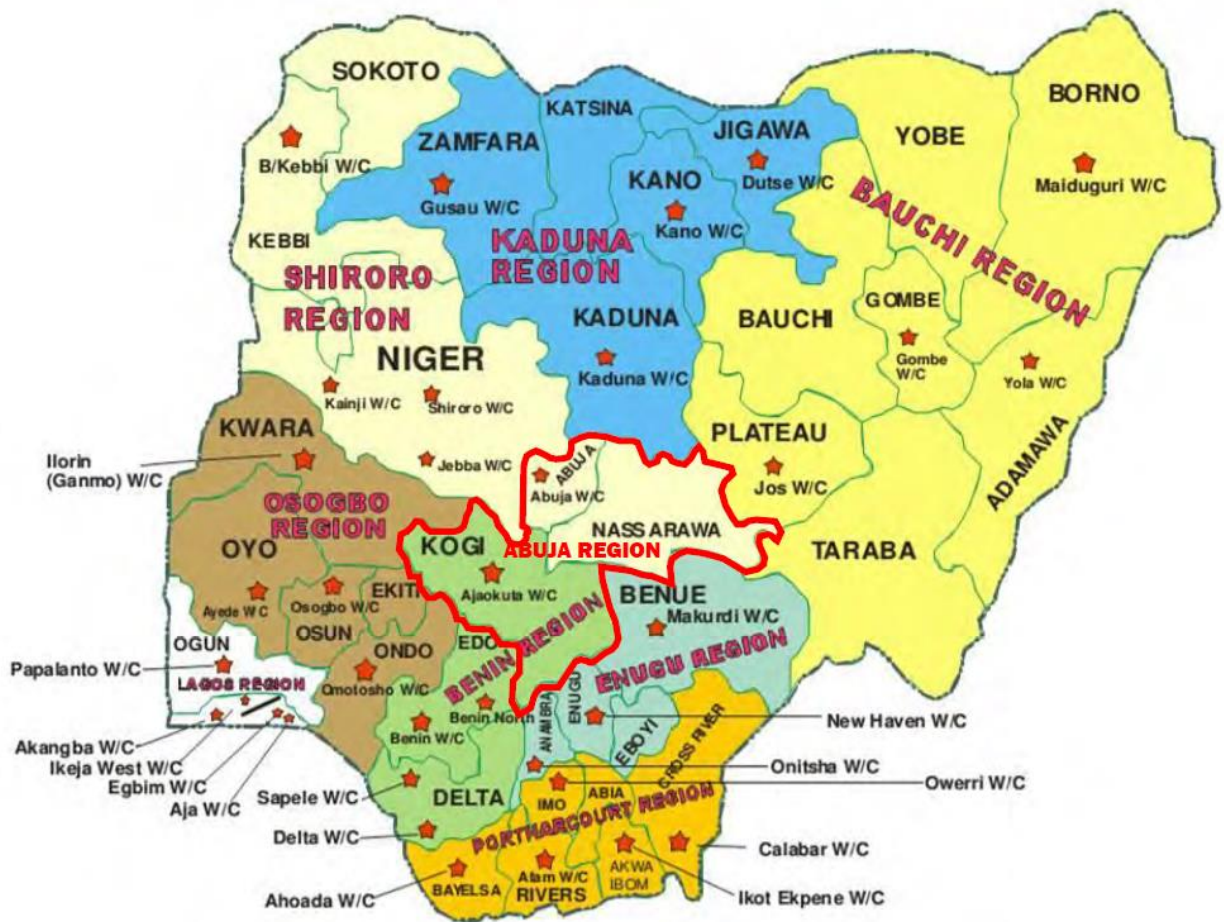 SOKOTO
BORNO
KATSINA
JIGAWA
YOBE
ZAMFARA
B/Kebbi W/C
KANO
Dutse W/C
Maiduguri W/C
Gusau W/C
Kano W/C
BAUCHI REGION
KEBBI
KADUNA
REGION
SHIRORO
REGION
GOMBE
KADUNA
BAUCHI
NIGER
Gombe
W/C
Kaduna W/C
Yola W/C
Kainji W/C
Shiroro W/C
KWARA
PLATEAU
ADAMAWA
Ilorin
(Ganmo) W/C
Jebba W/C
ABUJA
Abuja W/C
Jos W/C
OSOGBO
REGION
NASSARAWA
OYO
KOGI
ABUJA REGION
TARABA
Ajaokuta W/C
EKITI
BENUE
Ayede W/C
Osogbo W/C
Makurdi W/C
OSUN
OGUN
ONDO
EDO
BENIN REGION
ENUGU REGION
Papalanto W/C
LAGOS REGION
Omotosho W/C
Benin North
ANAMBRA
ENUGU
New Haven W/C
Benin W/C
EBOYI
CROSS RIVER
Akangba W/C
Ikeja West W/C
Egbim W/C
Aja W/C
Onitsha W/C
Owerri W/C
Sapele W/C
DELTA
IMO
ABIA
PORTHARCOURT REGION
Delta W/C
Calabar W/C
Ahoada W/C
BAYELSA
Alam W/C
RIVERS
AKWA
IBOM
Ikot Ekpene W/C